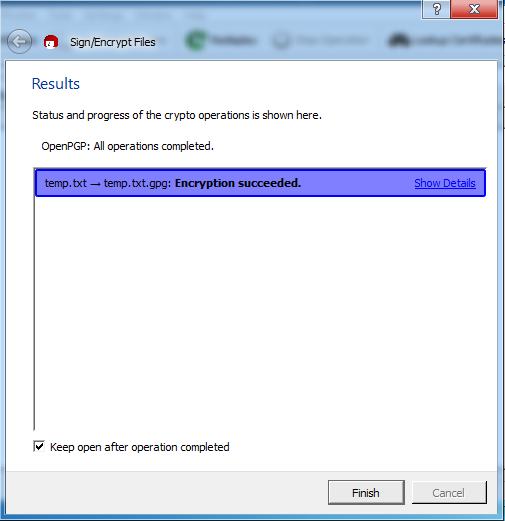 Sign/Encrypt Files
Results
Status and progress of the crypto operations is shown here.
OpenPGP: All operations completed.
temp.txt → temp.txt.gpg: Encryption succeeded. Show Details
Keep open after operation completed
Finish Cancel